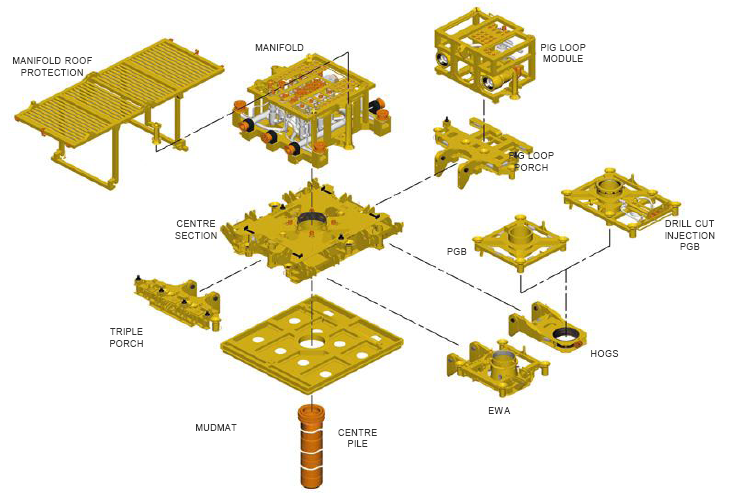 MANIFOLD ROOF
PROTECTION
MANIFOLD
PIG LOOP
MODULE
PIG LOOP
PORCH
CENTRE
SECTION
PGB
DRILL CUT
INJECTION
PGB
TRIPLE
PORCH
HOGS
EWA
MUDMAT
CENTRE
PILE